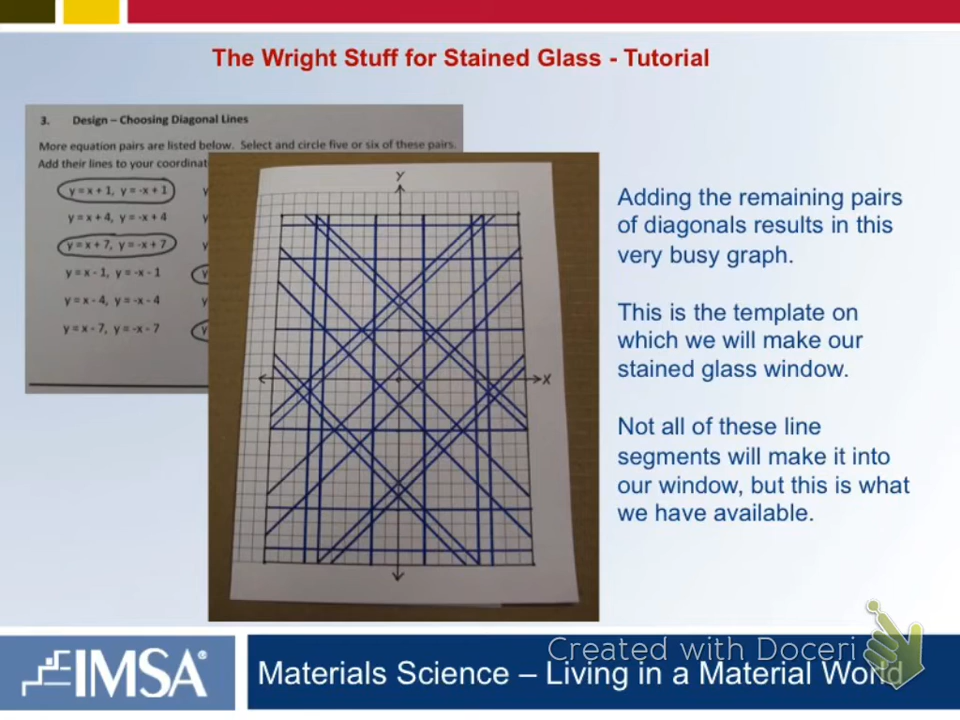 The Wright Stuff for Stained Glass - Tutorial
3. Design – Choosing Diagonal Lines
More equation pairs are listed below. Select and circle five or six of these pairs.
Add their lines to your coordinat
y = x + 1, y = -x + 1 y
y = x + 4, y = -x + 4 y
y = x + 7, y = -x + 7 y
y = x - 1, y = -x - 1 y
y = x - 4, y = -x - 4 y
y = x - 7, y = -x - 7 y
Y
X
Adding the remaining pairs
of diagonals results in this
very busy graph.
This is the template on
which we will make our
stained glass window.
Not all of these line
segments will make it into
our window, but this is what
we have available.
Created with Doceri
IMSA®
Materials Science – Living in a Material World